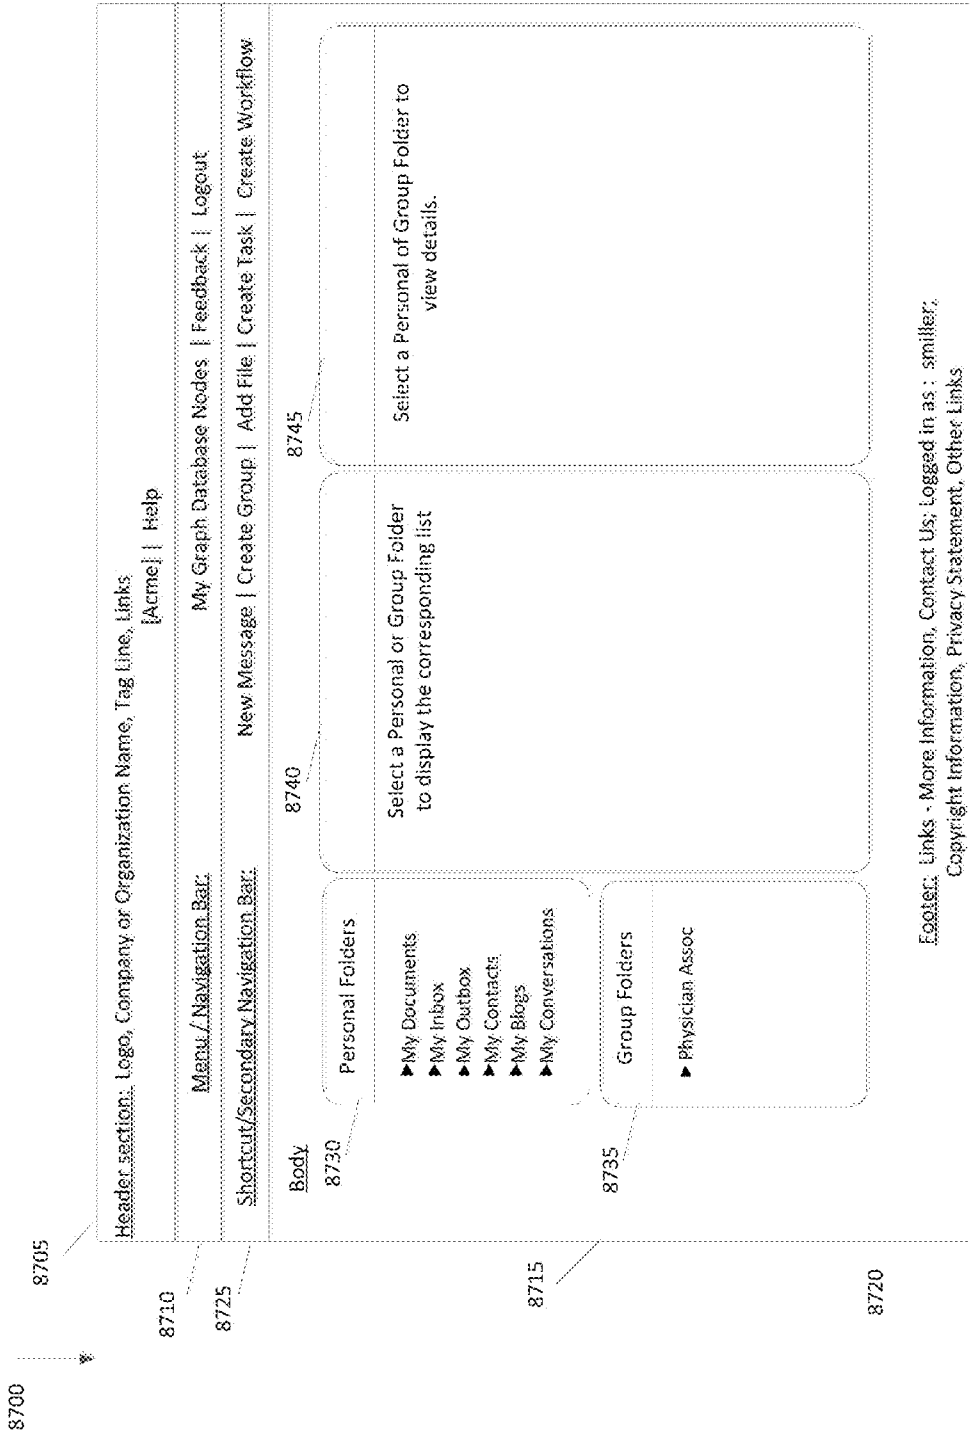 8700
8705
Header section: Logo, Company or Organization Name, Tag Line, Links
[Acme] | Help
8710
Menu / Navigation Bar:
My Graph Database Nodes | Feedback | Logout
8725
Shortcut/Secondary Navigation Bar:
New Message | Create Group | Add File | Create Task | Create Workflow
Body
8730
Personal Folders
►My Documents
►My Inbox
►My Outbox
►My Contacts
►My Blogs
►My Conversations
8735
Group Folders
► Physician Assoc
8740
Select a Personal or Group Folder
to display the corresponding list
8745
Select a Personal of Group Folder to
view details.
8715
8720
Footer: Links - More Information, Contact Us; Logged in as : smiller;
Copyright Information, Privacy Statement, Other Links